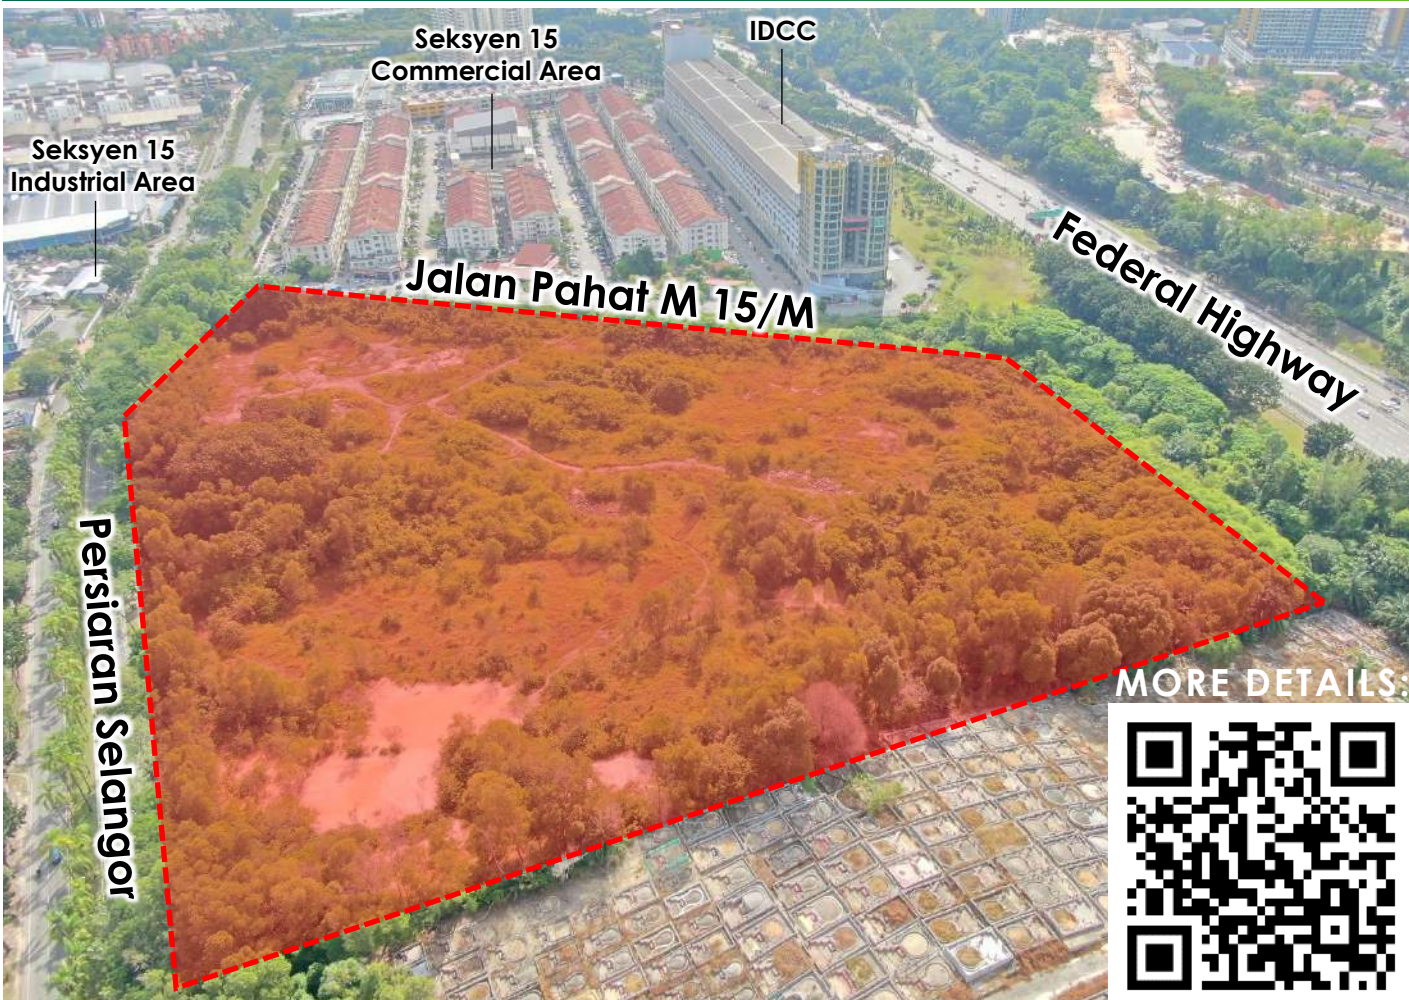 Seksyen 15
Commercial Area
IDCC
Seksyen 15
Industrial Area
Jalan Pahat M 15/M
Federal Highway
Persiaran Selangor
MORE DETAILS: